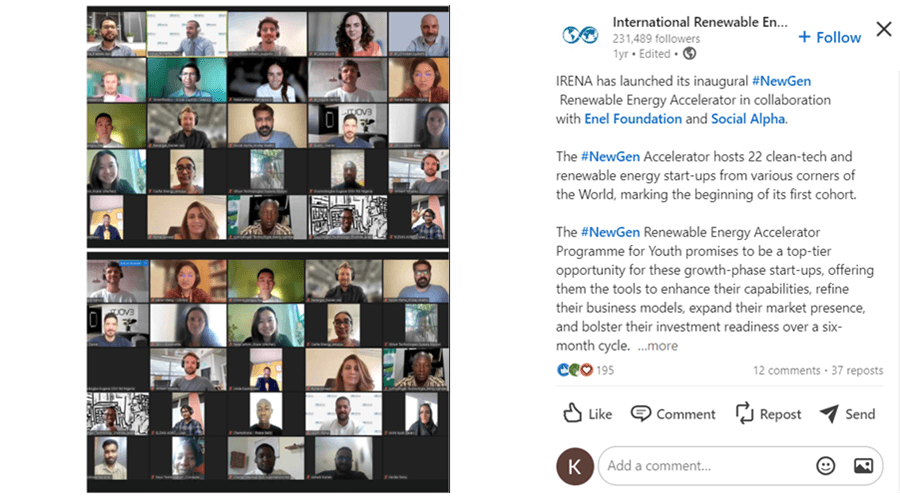 International Renewable En...
231,489 followers
1yr • Edited •
+ Follow
IRENA has launched its inaugural #NewGen
Renewable Energy Accelerator in collaboration
with Enel Foundation and Social Alpha.
The #NewGen Accelerator hosts 22 clean-tech and
renewable energy start-ups from various corners of
the World, marking the beginning of its first cohort.
The #NewGen Renewable Energy Accelerator
Programme for Youth promises to be a top-tier
opportunity for these growth-phase start-ups, offering
them the tools to enhance their capabilities, refine
their business models, expand their market presence,
and bolster their investment readiness over a six-
month cycle. ...more
195
12 comments • 37 reposts
Like
Comment
Repost
Send
K
Add a comment...